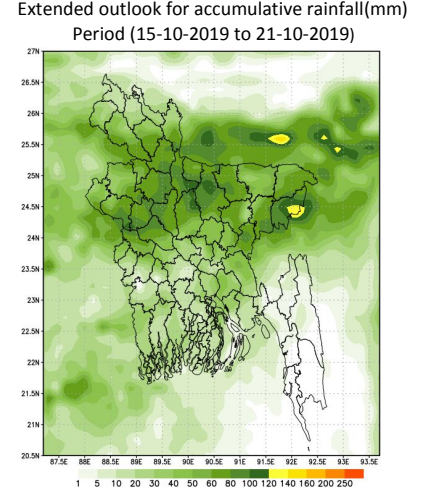 Extended outlook for accumulative rainfall(mm)
Period (15-10-2019 to 21-10-2019)
27N
26.5N
26N
25.5N
25N
24.5N
24N
23.5N
23N
22.5N
22N
21.5N
21N
20.5N
87.5E 88E 88.5E 89E 89.5E 90E 90.5E 91E 91.5E 92E 92.5E 93E 93.5E
1 5 10 20 30 40 50 60 80 100 120 140 160 200 250